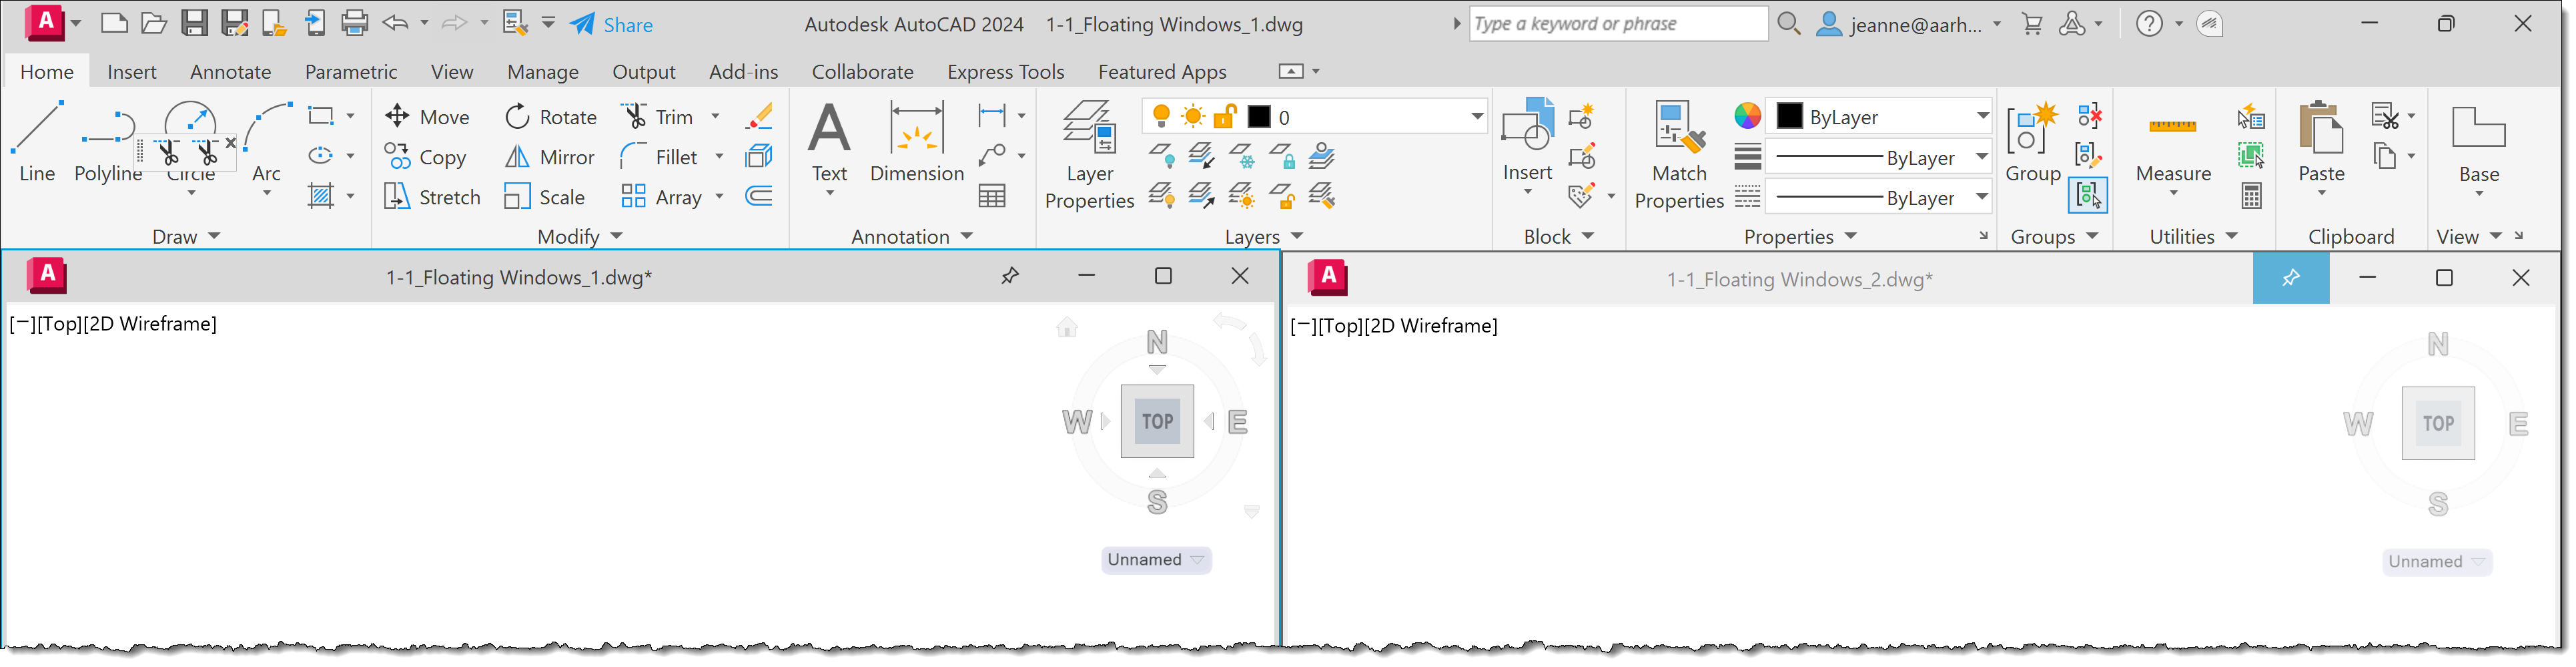 A Share Autodesk AutoCAD 2024 1-1_Floating Windows_1.dwg Type a keyword or phrase jeanne@aarh... ?
Home Insert Annotate Parametric View Manage Output Add-ins Collaborate Express Tools Featured Apps
Move Rotate Trim 0 ByLayer
Copy Mirror Fillet ByLayer
Line Polyline Circle Arc A Text Dimension Layer Properties Insert Match Properties Group Measure Paste Base
Stretch Scale Array ByLayer
Draw Modify Annotation Layers Block Properties Groups Utilities Clipboard View
A 1-1_Floating Windows_1.dwg*
[−][Top][2D Wireframe]
N
W TOP E
S
Unnamed
A 1-1_Floating Windows_2.dwg*
[−][Top][2D Wireframe]
N
W TOP E
S
Unnamed